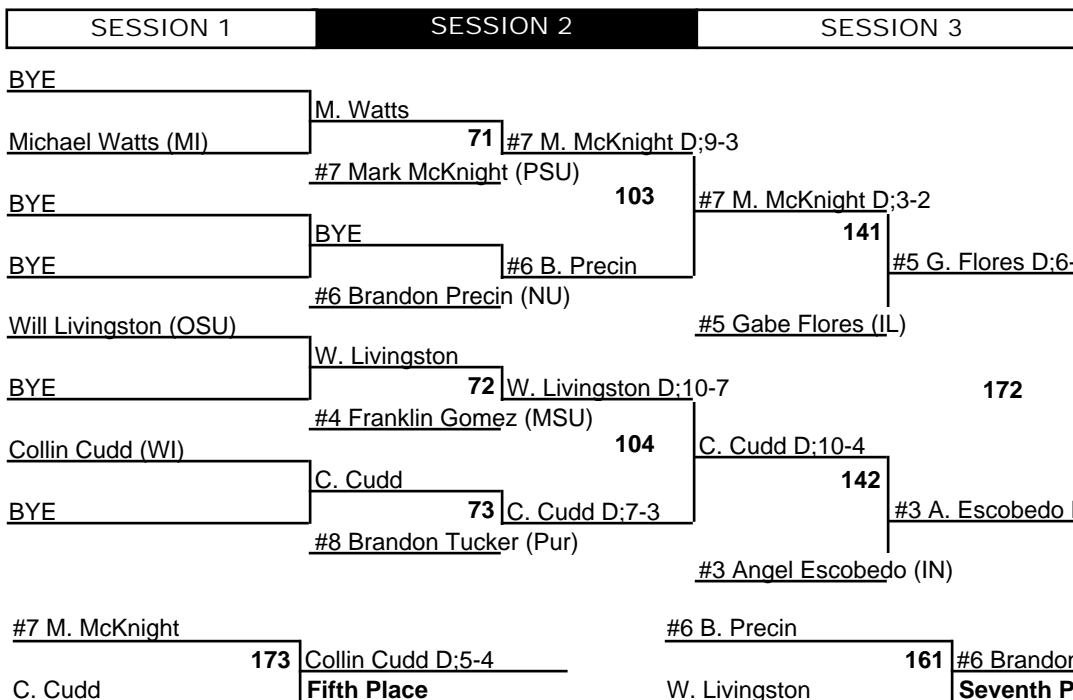 SESSION 1 SESSION 2 SESSION 3
BYE
M. Watts
Michael Watts (MI) 71 #7 M. McKnight D;9-3
#7 Mark McKnight (PSU)
103
BYE #7 M. McKnight D;3-2
BYE 141
BYE #6 B. Precin #5 G. Flores D;6-
#6 Brandon Precin (NU)
Will Livingston (OSU) #5 Gabe Flores (IL)
W. Livingston
BYE 72 W. Livingston D;10-7 172
#4 Franklin Gomez (MSU)
Collin Cudd (WI) 104 C. Cudd D;10-4
C. Cudd 142
BYE 73 C. Cudd D;7-3 #3 A. Escobedo
#8 Brandon Tucker (Pur)
#3 Angel Escobedo (IN)
#7 M. McKnight #6 B. Precin
173 Collin Cudd D;5-4 161 #6 Brandon
C. Cudd Fifth Place W. Livingston Seventh P